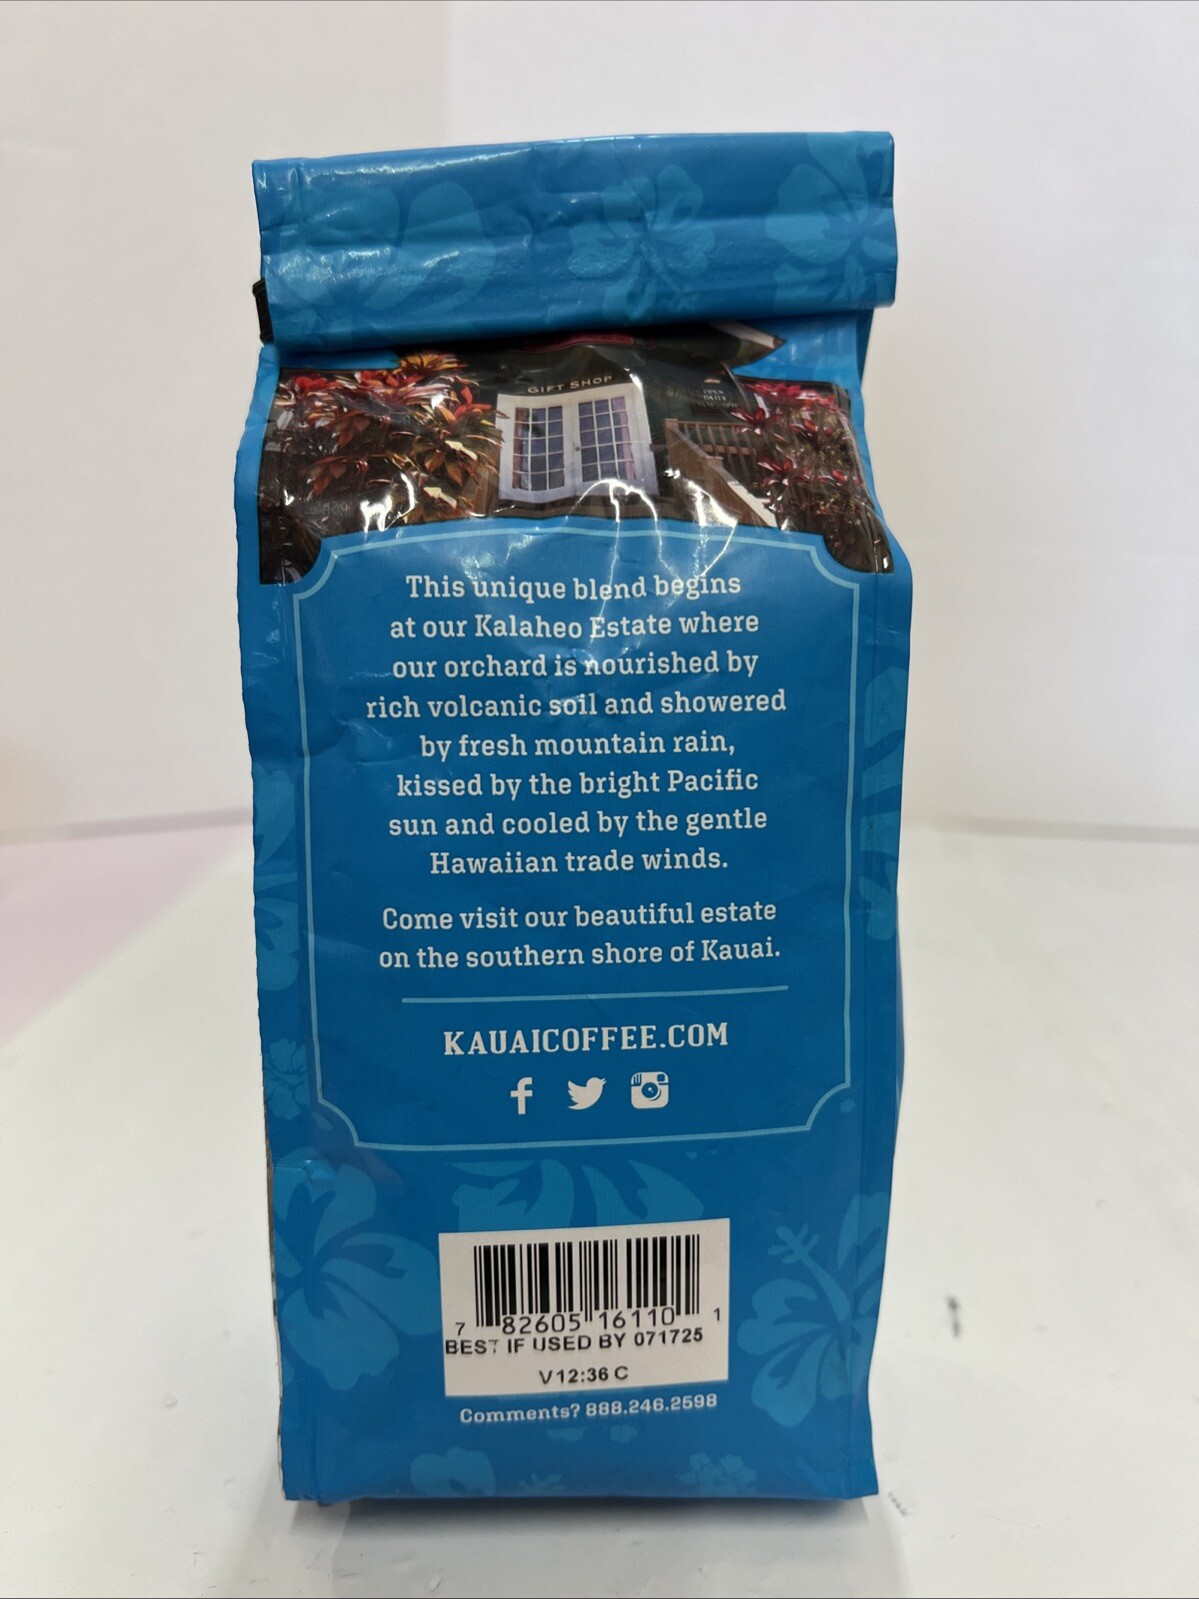 GIFT SHOP
This unique blend begins
at our Kalaheo Estate where
our orchard is nourished by
rich volcanic soil and showered
by fresh mountain rain,
kissed by the bright Pacific
sun and cooled by the gentle
Hawaiian trade winds.
Come visit our beautiful estate
on the southern shore of Kauai.
KAUAICOFFEE.COM
7 82605 16110 1
BEST IF USED BY 071725
V12:36 C
Comments? 888.246.2598